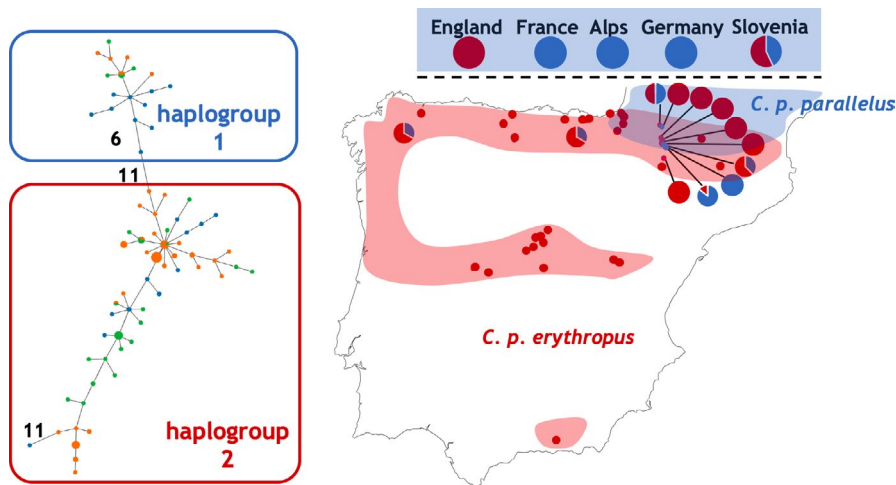 England France Alps Germany Slovenia
C. p. parallelus
haplogroup
1
6
11
C. p. erythropus
11
haplogroup
2